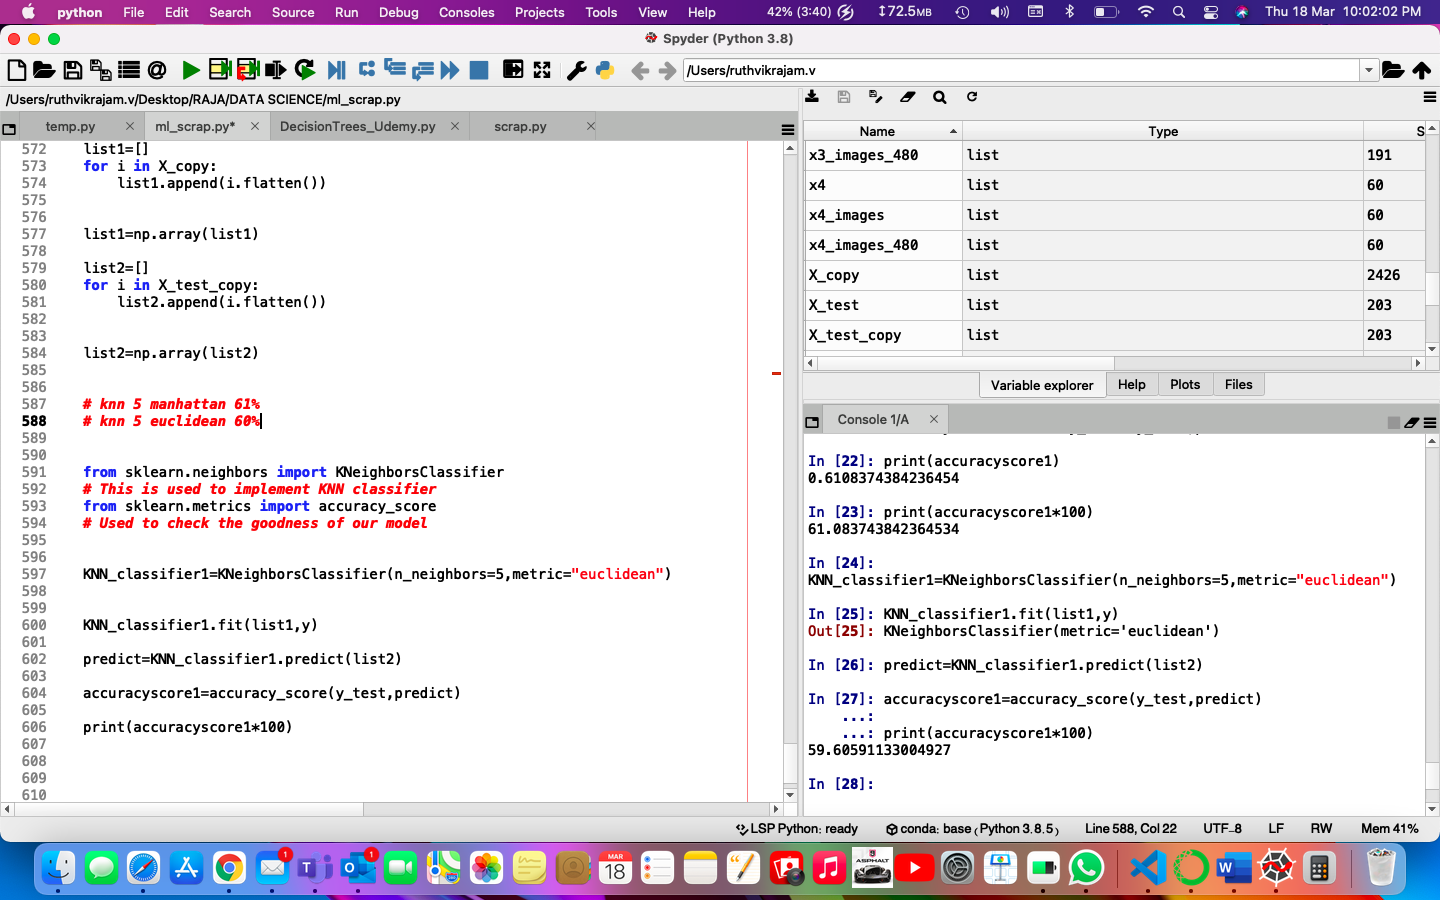 python File Edit Search Source Run Debug Consoles Projects Tools View Help 42% (3:40) 72.5MB Thu 18 Mar 10:02:02 PM
Spyder (Python 3.8)
/Users/ruthvikrajam.v
/Users/ruthvikrajam.v/Desktop/RAJA/DATA SCIENCE/ml_scrap.py
temp.py ml_scrap.py* DecisionTrees_Udemy.py scrap.py
572 list1=[]
573 for i in X_copy:
574 list1.append(i.flatten())
575
576
577 list1=np.array(list1)
578
579 list2=[]
580 for i in X_test_copy:
581 list2.append(i.flatten())
582
583
584 list2=np.array(list2)
585
586
587 # knn 5 manhattan 61%
588 # knn 5 euclidean 60%
589
590
591 from sklearn.neighbors import KNeighborsClassifier
592 # This is used to implement KNN classifier
593 from sklearn.metrics import accuracy_score
594 # Used to check the goodness of our model
595
596
597 KNN_classifier1=KNeighborsClassifier(n_neighbors=5,metric="euclidean")
598
599
600 KNN_classifier1.fit(list1,y)
601
602 predict=KNN_classifier1.predict(list2)
603
604 accuracyscore1=accuracy_score(y_test,predict)
605
606 print(accuracyscore1*100)
607
608
609
610
Name Type S
x3_images_480 list 191
x4 list 60
x4_images list 60
x4_images_480 list 60
X_copy list 2426
X_test list 203
X_test_copy list 203
Variable explorer Help Plots Files
Console 1/A
In [22]: print(accuracyscore1)
0.6108374384236454
In [23]: print(accuracyscore1*100)
61.083743842364534
In [24]:
KNN_classifier1=KNeighborsClassifier(n_neighbors=5,metric="euclidean")
In [25]: KNN_classifier1.fit(list1,y)
Out[25]: KNeighborsClassifier(metric='euclidean')
In [26]: predict=KNN_classifier1.predict(list2)
In [27]: accuracyscore1=accuracy_score(y_test,predict)
...:
...: print(accuracyscore1*100)
59.60591133004927
In [28]:
LSP Python: ready conda: base (Python 3.8.5) Line 588, Col 22 UTF-8 LF RW Mem 41%
1 1 MAR 18 ASPHALT